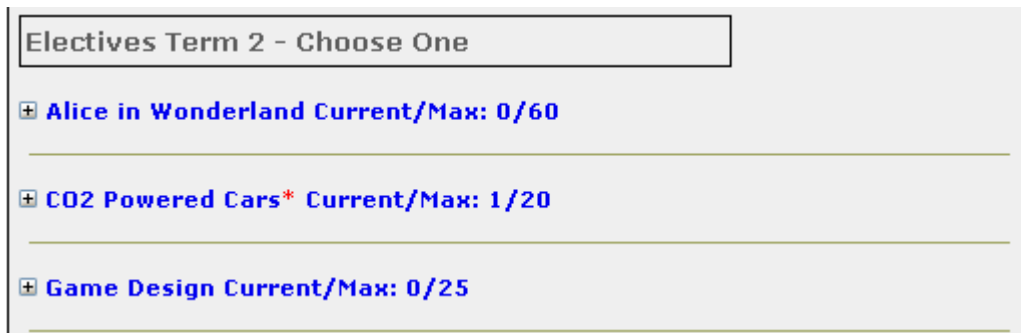 Electives Term 2 - Choose One
Alice in Wonderland Current/Max: 0/60
CO2 Powered Cars* Current/Max: 1/20
Game Design Current/Max: 0/25